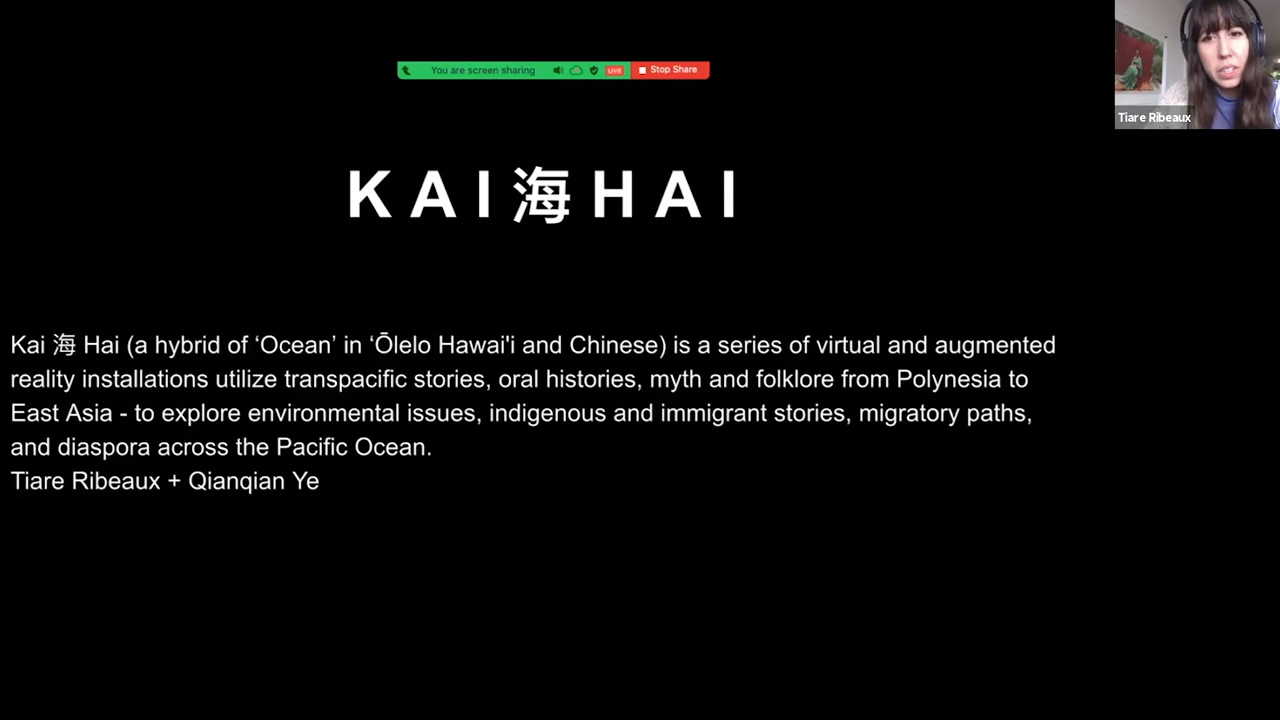 You are screen sharing LIVE Stop Share
Tiare Ribeaux
K A I 海 H A I
Kai 海 Hai (a hybrid of ‘Ocean’ in ‘Ōlelo Hawai'i and Chinese) is a series of virtual and augmented
reality installations utilize transpacific stories, oral histories, myth and folklore from Polynesia to
East Asia - to explore environmental issues, indigenous and immigrant stories, migratory paths,
and diaspora across the Pacific Ocean.
Tiare Ribeaux + Qianqian Ye